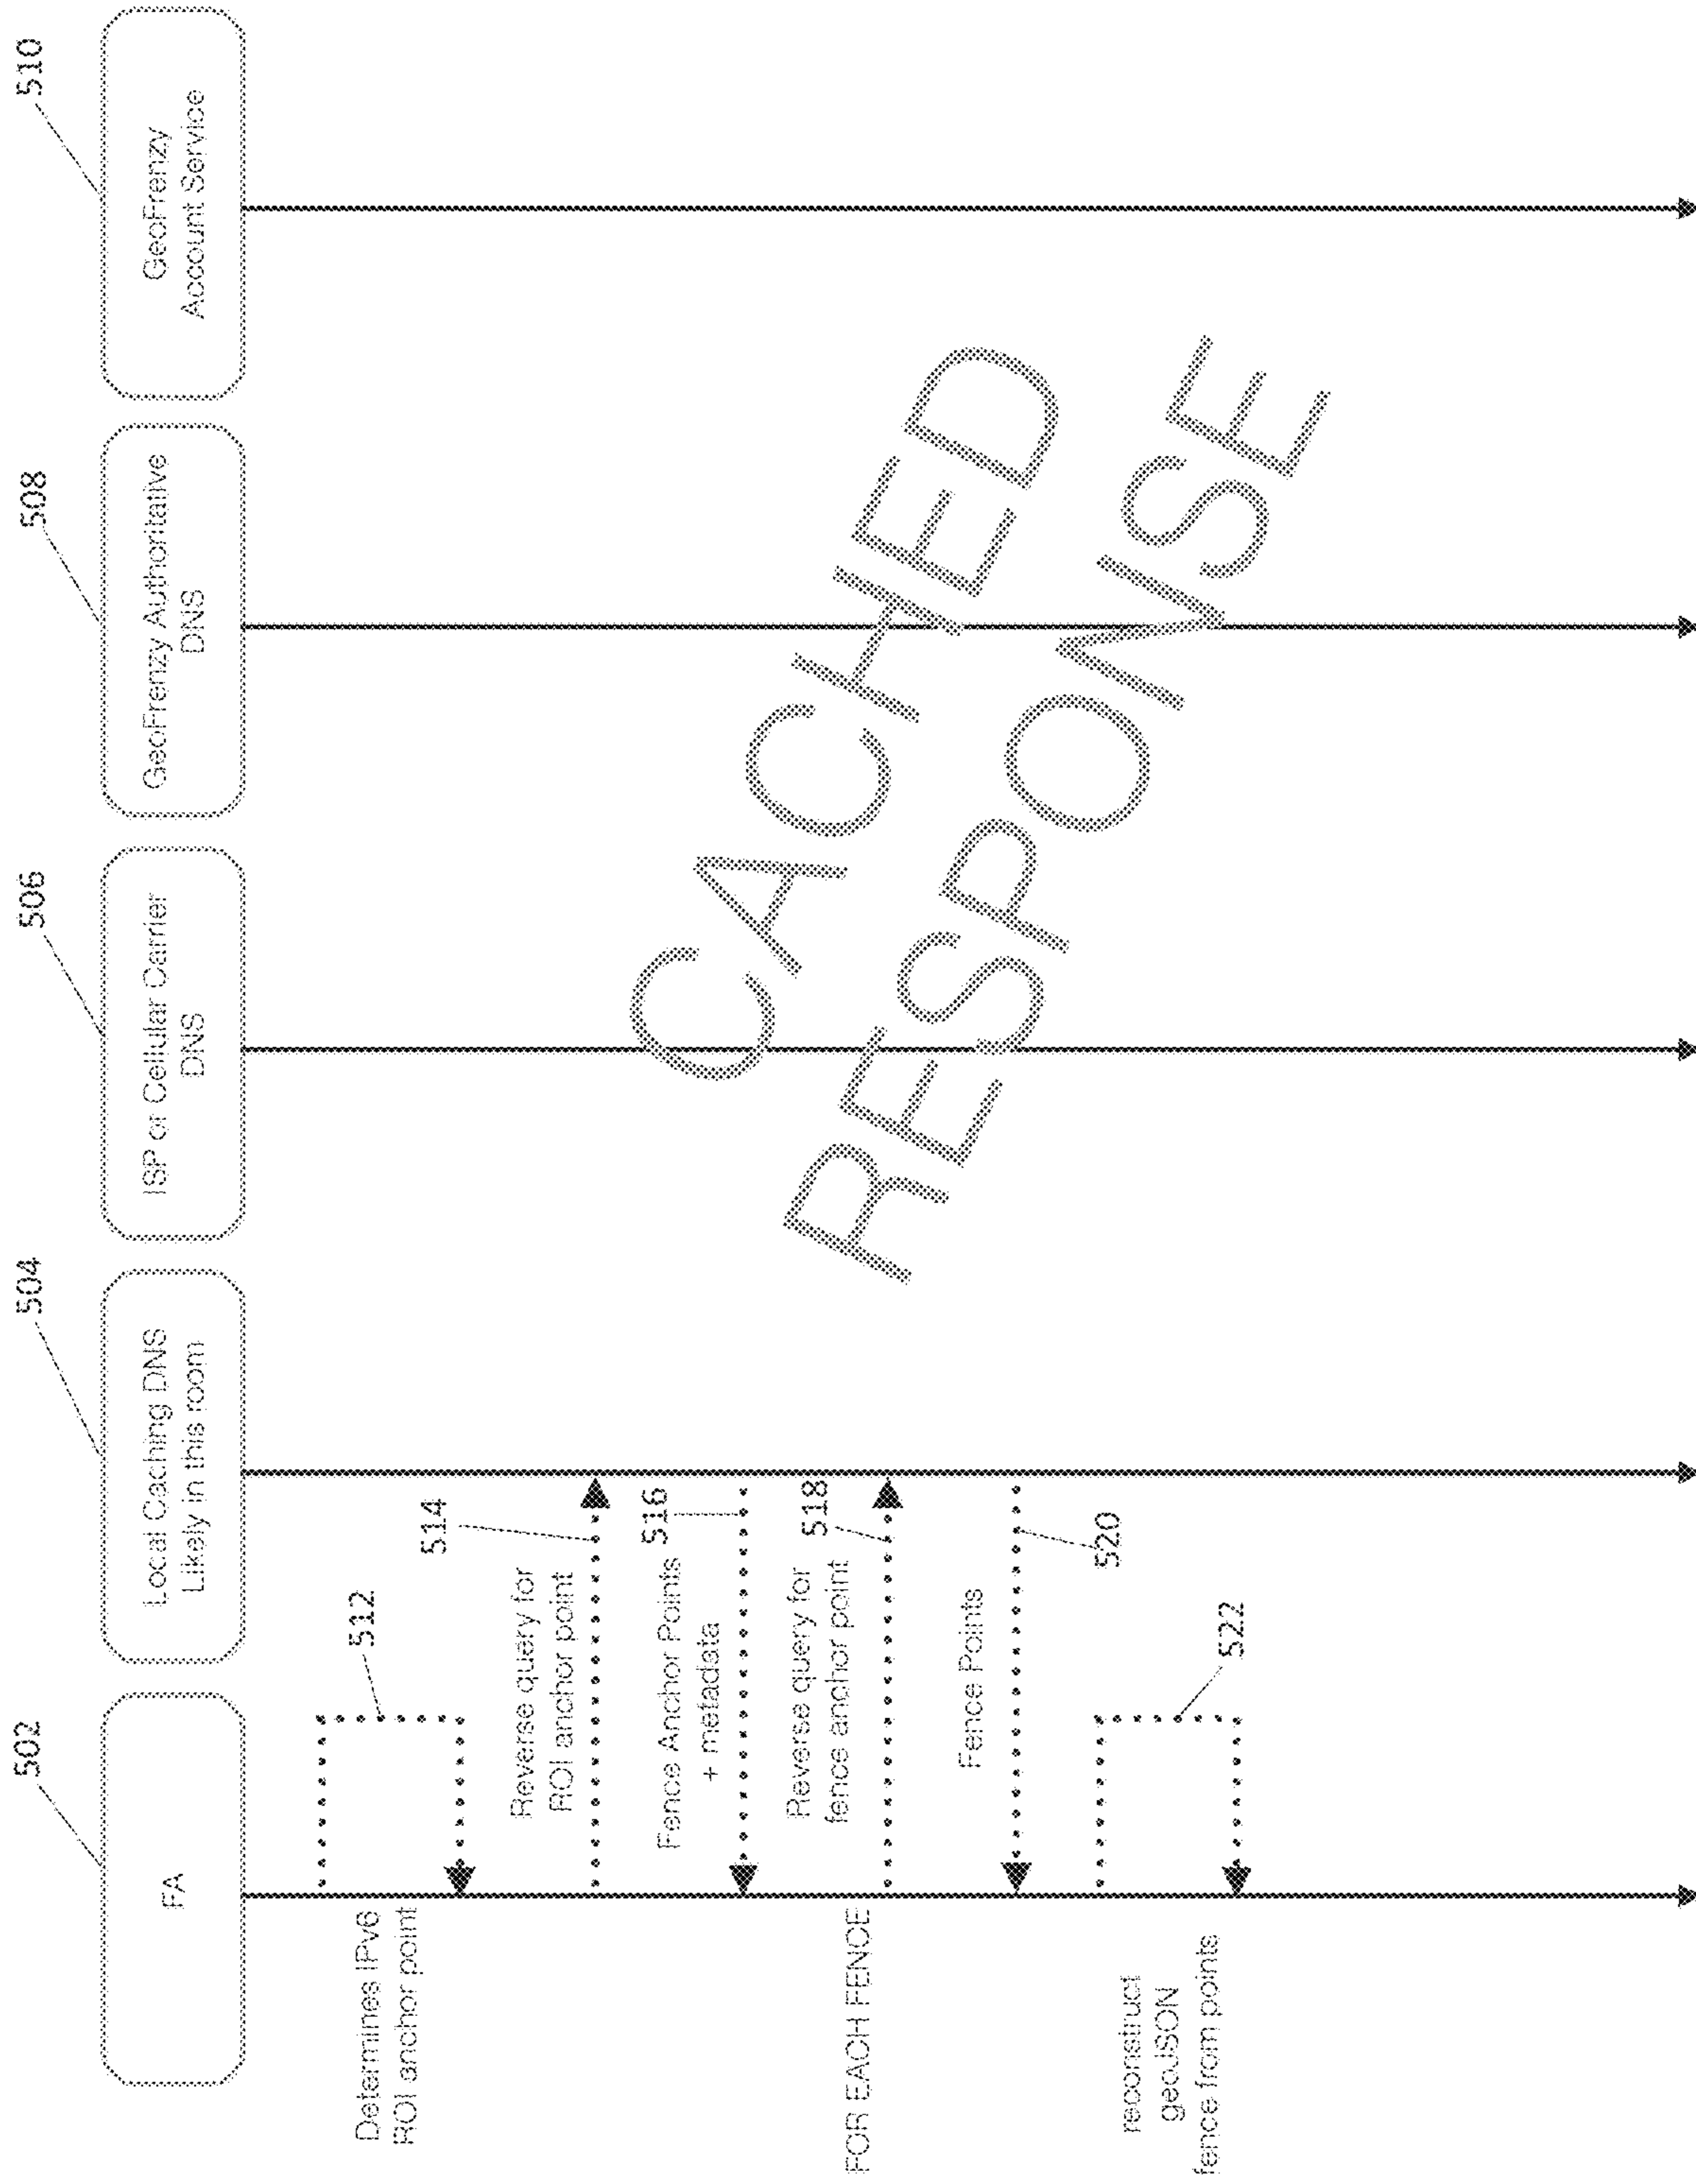 502
504
506
508
510
FA
Local Caching DNS
Likely in this room
ISP or Cellular Carrier
DNS
GeoFrenzy Authoritative
DNS
GeoFrenzy
Account Service
Determines IPv6
ROI anchor point
512
514
Reverse query for
ROI anchor point
516
Fence Anchor Points
+ metadata
518
Reverse query for
fence anchor point
FOR EACH FENCE
Fence Points
520
522
reconstruct
geoJSON
fence from points
CACHED
RESPONSE